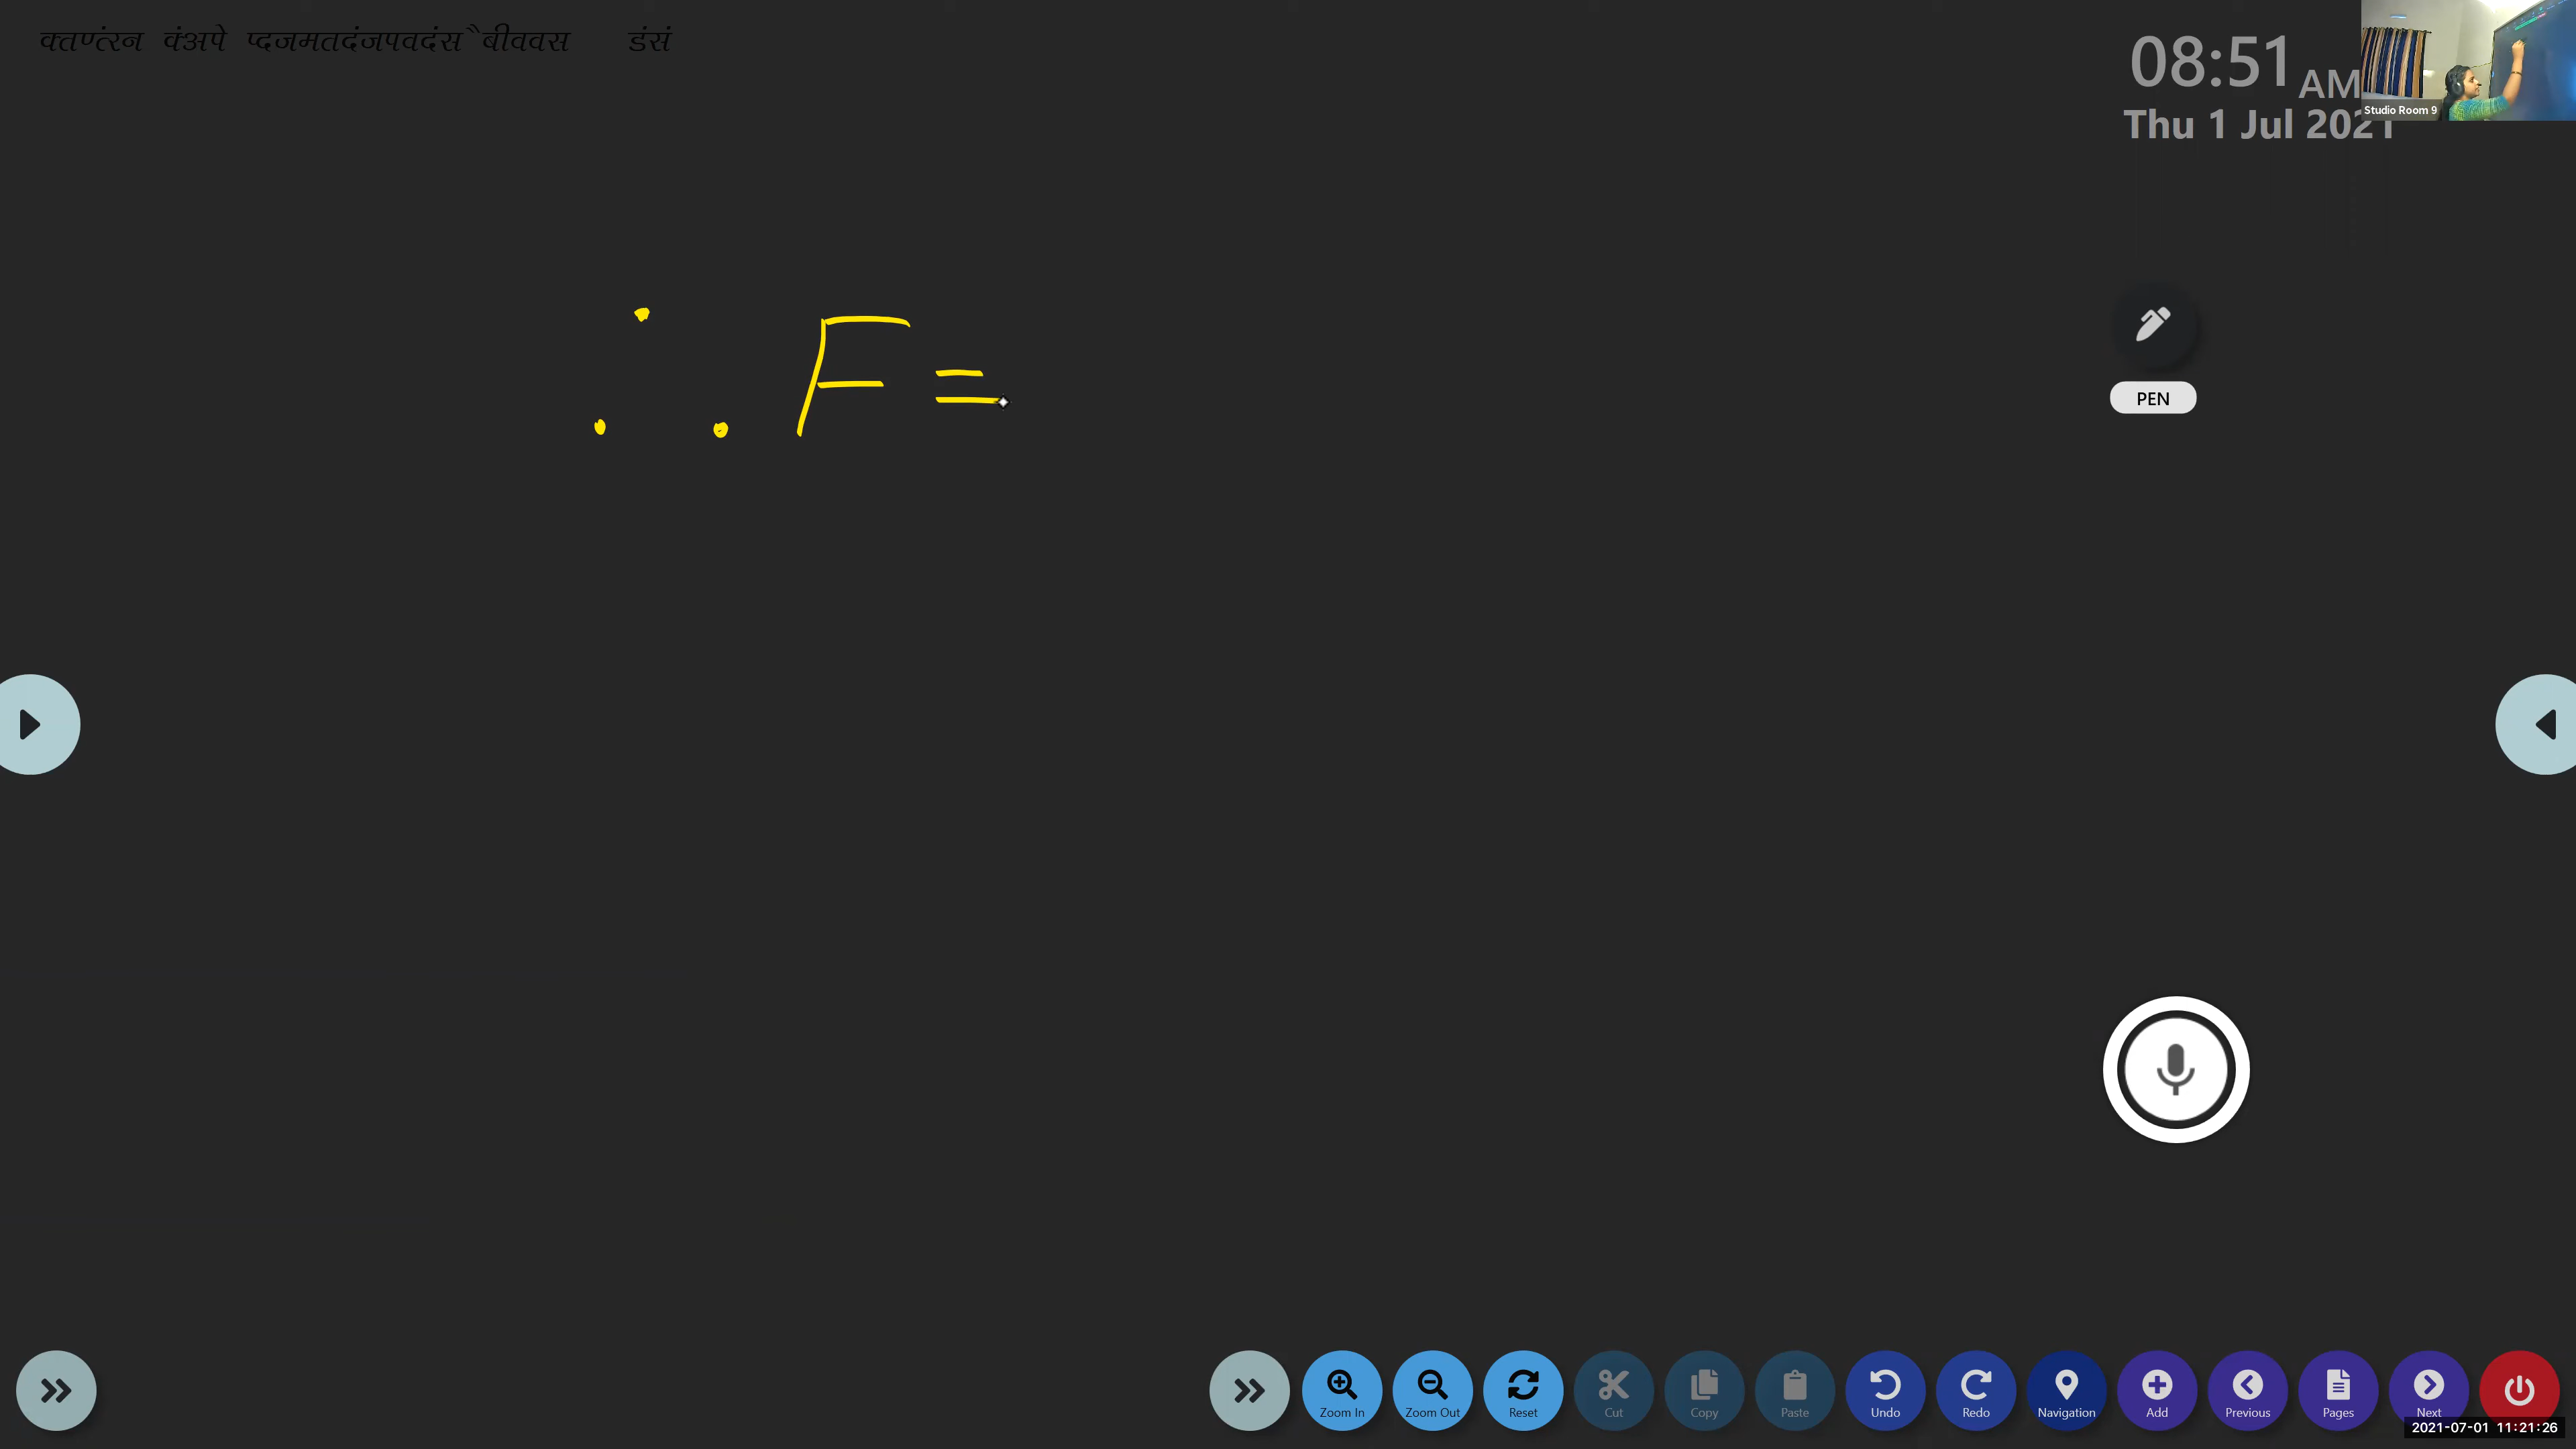 क्तण्ंरन क्ंअपे प्दजमतदंजपवदंस ैबीववस डंसं
08:51 AM
Thu 1 Jul 2021
Studio Room 9
∴ F =
PEN
Zoom In Zoom Out Reset Cut Copy Paste Undo Redo Navigation Add Previous Pages Next
2021-07-01 11:21:26